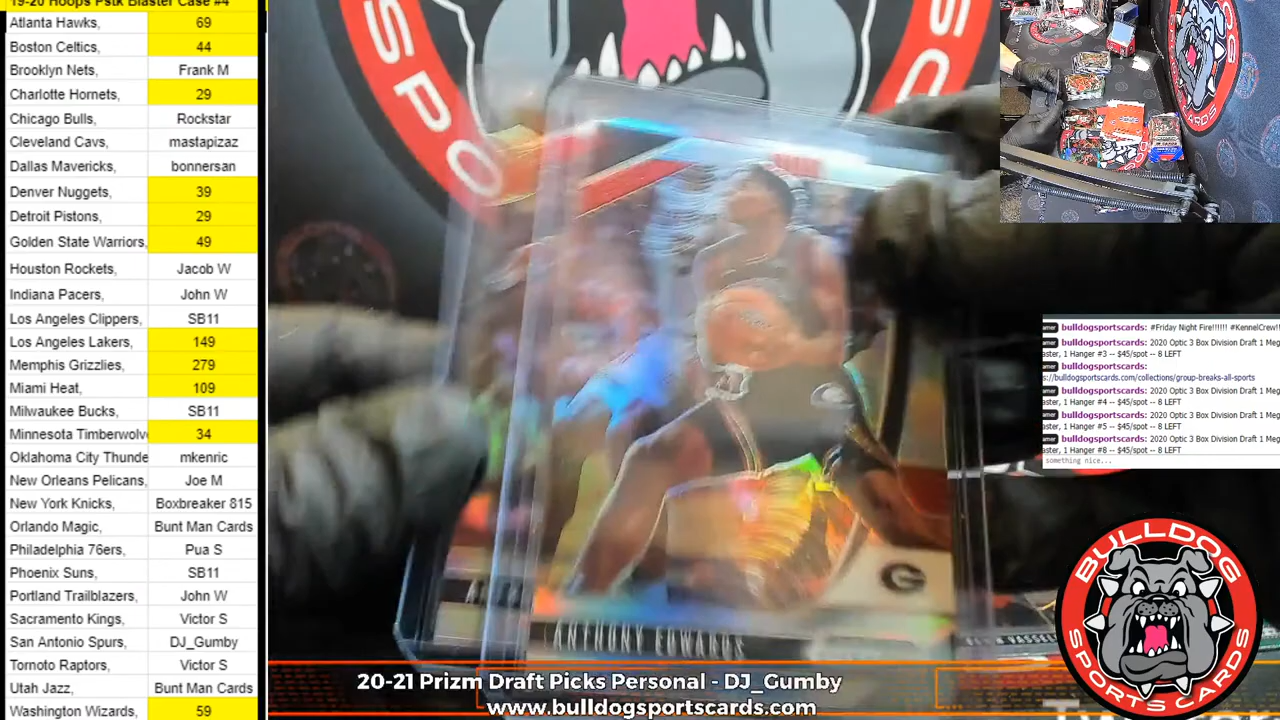 19-20 Hoops Pstk Blaster Case #4
Atlanta Hawks, 69
Boston Celtics, 44
Brooklyn Nets, Frank M
Charlotte Hornets, 29
Chicago Bulls, Rockstar
Cleveland Cavs, mastapizaz
Dallas Mavericks, bonnersan
Denver Nuggets, 39
Detroit Pistons, 29
Golden State Warriors, 49
Houston Rockets, Jacob W
Indiana Pacers, John W
Los Angeles Clippers, SB11
Los Angeles Lakers, 149
Memphis Grizzlies, 279
Miami Heat, 109
Milwaukee Bucks, SB11
Minnesota Timberwolv 34
Oklahoma City Thunde mkenric
New Orleans Pelicans, Joe M
New York Knicks, Boxbreaker 815
Orlando Magic, Bunt Man Cards
Philadelphia 76ers, Pua S
Phoenix Suns, SB11
Portland Trailblazers, John W
Sacramento Kings, Victor S
San Antonio Spurs, DJ_Gumby
Tornoto Raptors, Victor S
Utah Jazz, Bunt Man Cards
Washington Wizards, 59
SPO
G
ANTHONY EDWARDS
bulldogsportscards: #Friday Night Fire!!!!!! #KennelCrew!!
bulldogsportscards: 2020 Optic 3 Box Division Draft 1 Meg
aster, 1 Hanger #3 -- $45/spot -- 8 LEFT
bulldogsportscards:
s://bulldogsportscards.com/collections/group-breaks-all-sports
bulldogsportscards: 2020 Optic 3 Box Division Draft 1 Meg
aster, 1 Hanger #4 -- $45/spot -- 8 LEFT
bulldogsportscards: 2020 Optic 3 Box Division Draft 1 Meg
aster, 1 Hanger #5 -- $45/spot -- 8 LEFT
bulldogsportscards: 2020 Optic 3 Box Division Draft 1 Meg
aster, 1 Hanger #8 -- $45/spot -- 8 LEFT
something nice...
BULLDOG
SPORTS CARDS
20-21 Prizm Draft Picks Personal - DJ_Gumby
www.bulldogsportscards.com